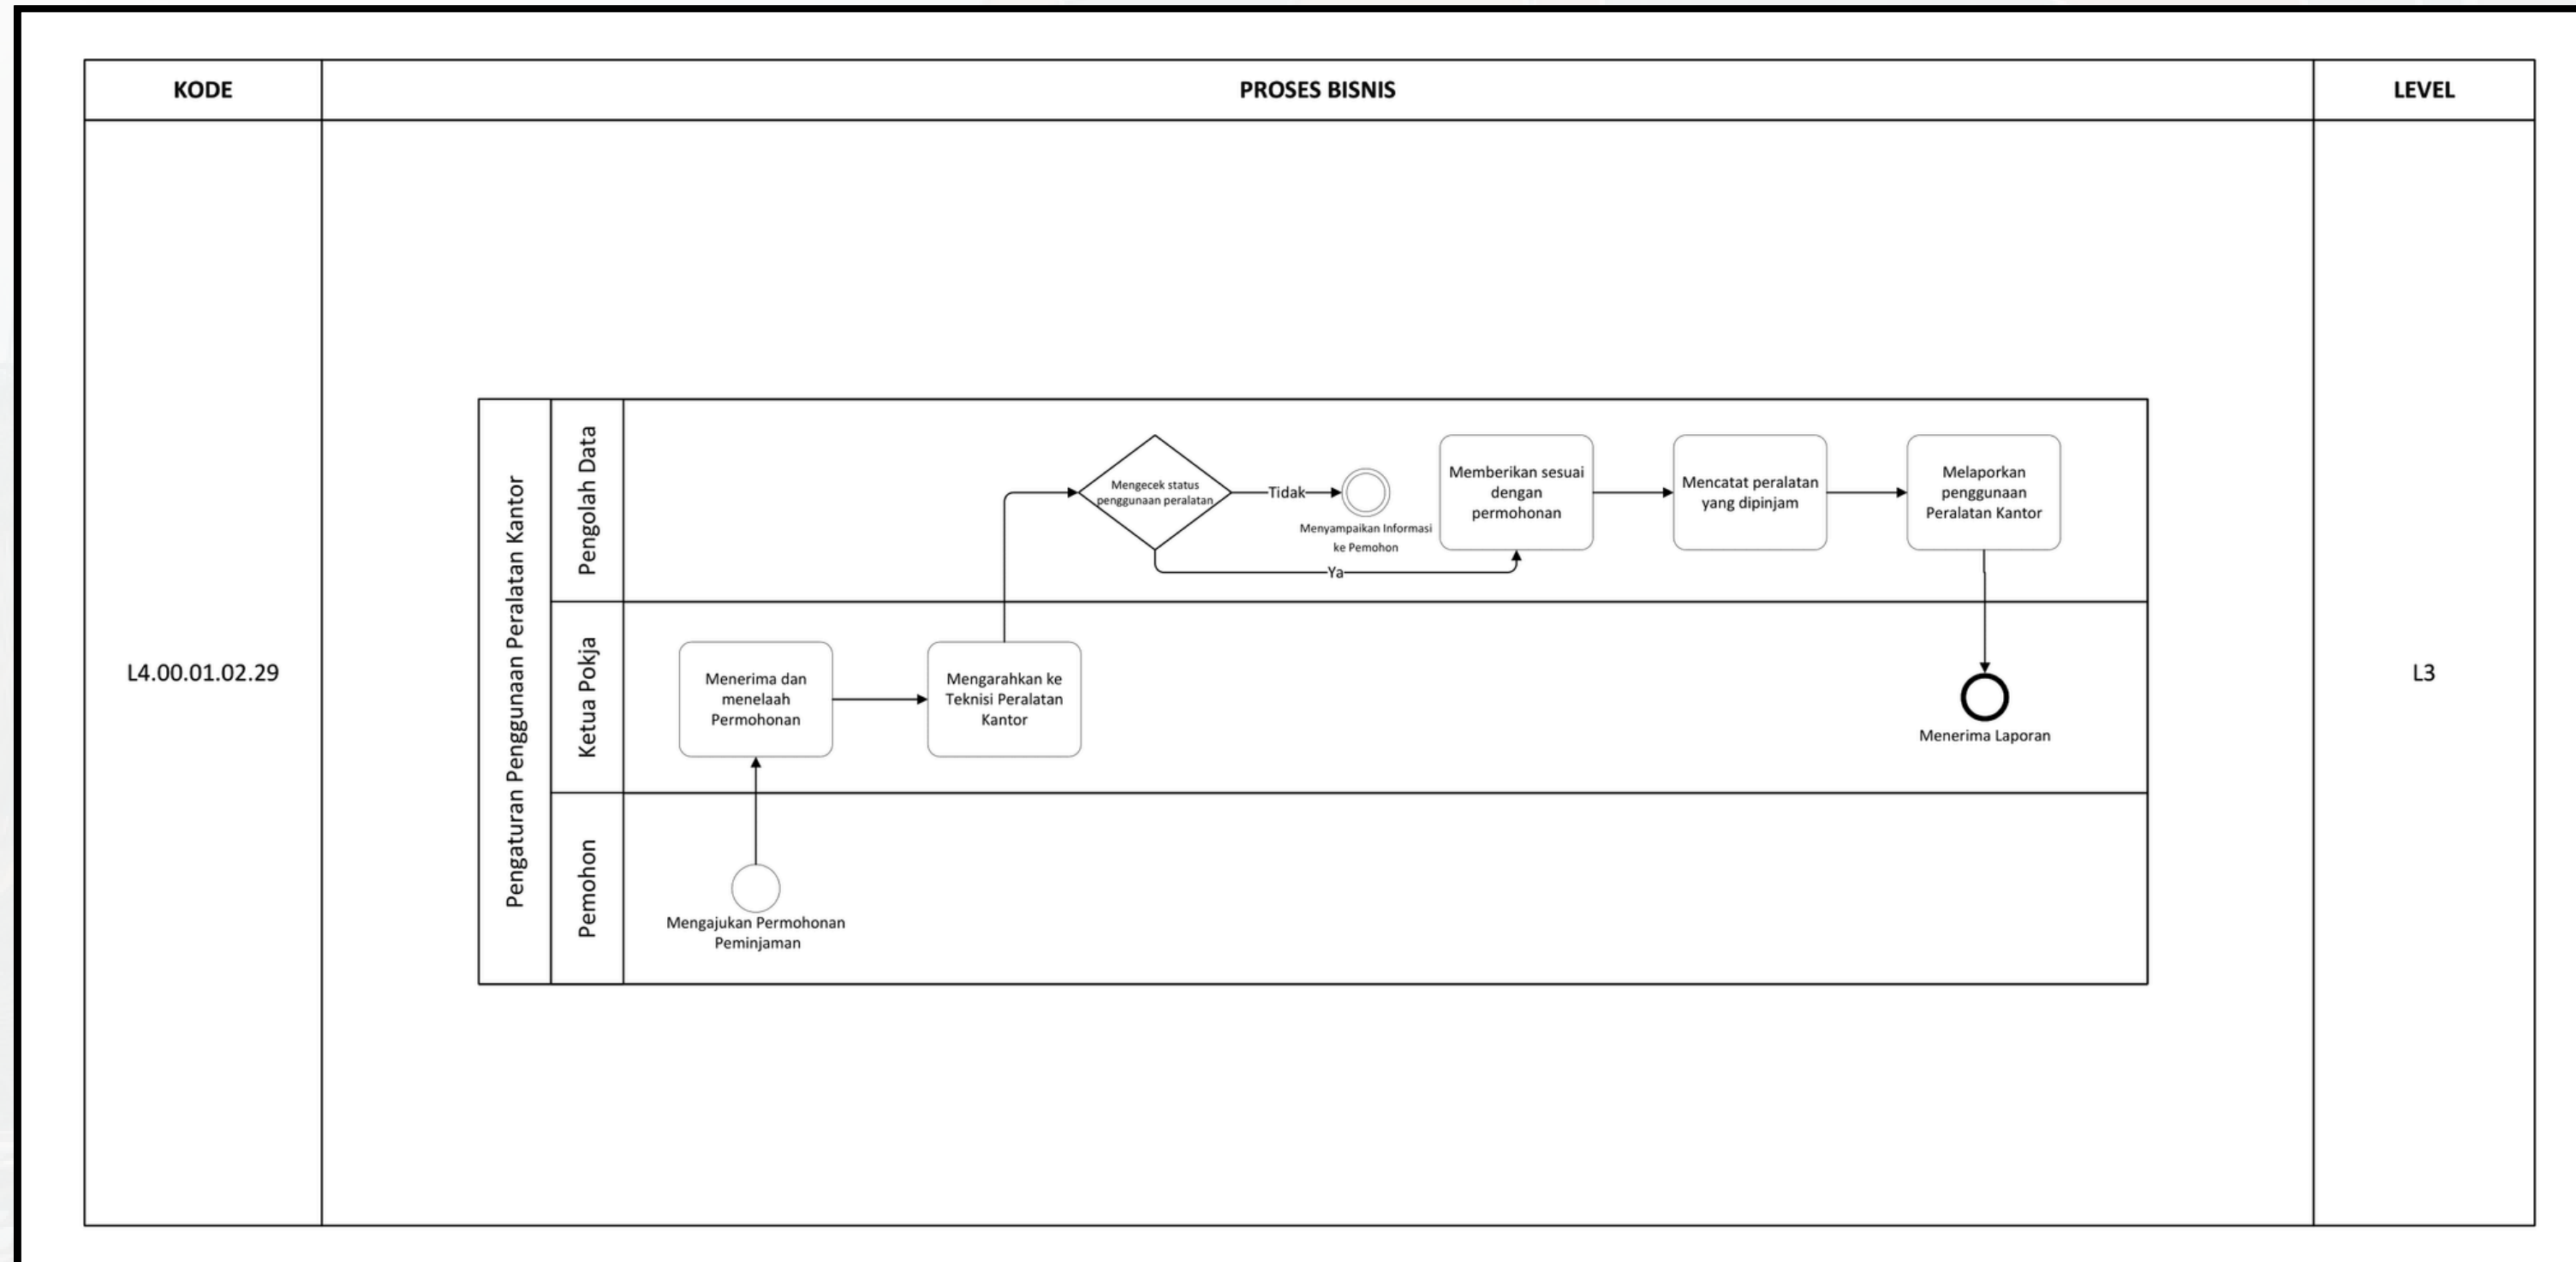 KODE
PROSES BISNIS
LEVEL
L4.00.01.02.29
Pengaturan Penggunaan Peralatan Kantor
Pengolah Data
Mengecek status
penggunaan peralatan
Tidak
Menyampaikan Informasi
ke Pemohon
Ya
Memberikan sesuai
dengan
permohonan
Mencatat peralatan
yang dipinjam
Melaporkan
penggunaan
Peralatan Kantor
Ketua Pokja
Menerima dan
menelaah
Permohonan
Mengarahkan ke
Teknisi Peralatan
Kantor
Menerima Laporan
Pemohon
Mengajukan Permohonan
Peminjaman
L3